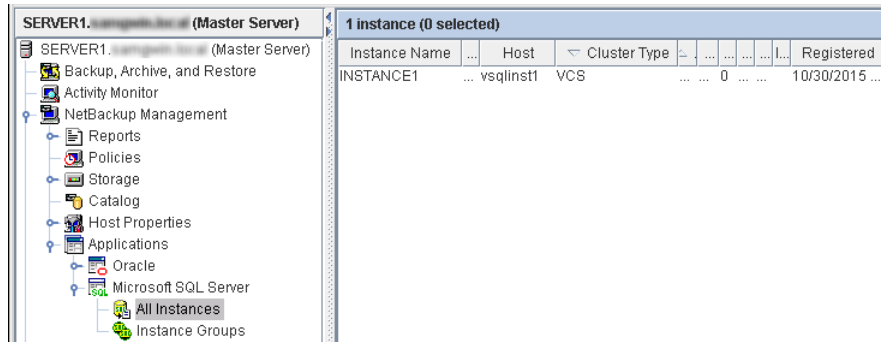 SERVER1. (Master Server)
1 instance (0 selected)
SERVER1. (Master Server)
Backup, Archive, and Restore
Activity Monitor
NetBackup Management
Reports
Policies
Storage
Catalog
Host Properties
Applications
Oracle
Microsoft SQL Server
All Instances
Instance Groups
Instance Name ... Host Cluster Type ... ... ... ... I... Registered
INSTANCE1 ... vsqlinst1 VCS ... ... 0 ... ... 10/30/2015 ...